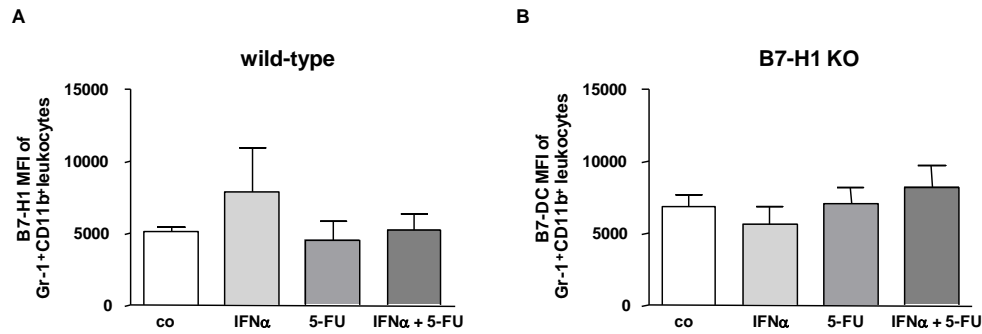 A
wild-type
B7-H1 MFI of
Gr-1⁺CD11b⁺leukocytes
15000
10000
5000
0
co
IFNα
5-FU
IFNα + 5-FU
B
B7-H1 KO
B7-DC MFI of
Gr-1⁺CD11b⁺leukocytes
15000
10000
5000
0
co
IFNα
5-FU
IFNα + 5-FU